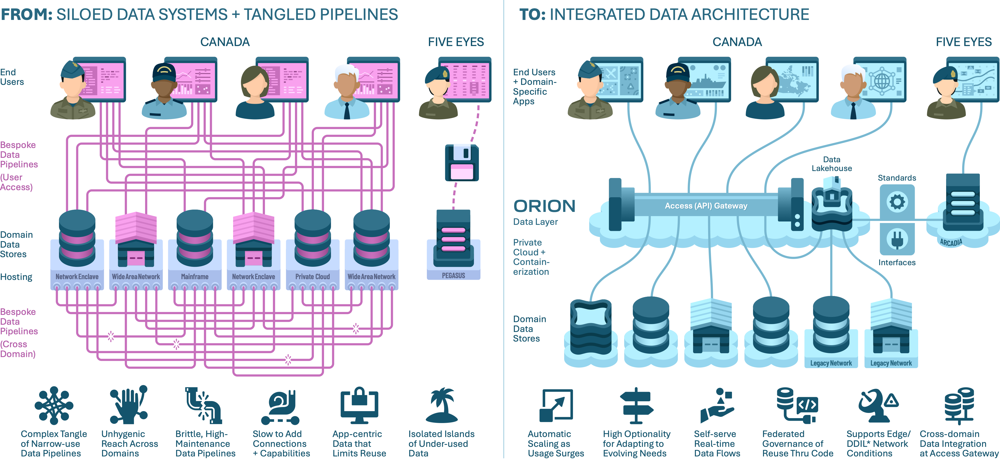 FROM: SILOED DATA SYSTEMS + TANGLED PIPELINES
CANADA
FIVE EYES
End
Users
Bespoke
Data
Pipelines
(User
Access)
Domain
Data
Stores
Hosting
Network Enclave
Wide Area Network
Mainframe
Network Enclave
Private Cloud
Wide Area Network
PEGASUS
Bespoke
Data
Pipelines
(Cross
Domain)
Complex Tangle
of Narrow-use
Data Pipelines
Unhygenic
Reach Across
Domains
Brittle, High-
Maintenance
Data Pipelines
Slow to Add
Connections
+ Capabilities
App-centric
Data that
Limits Reuse
Isolated Islands
of Under-used
Data
TO: INTEGRATED DATA ARCHITECTURE
CANADA
FIVE EYES
End Users
+ Domain-
Specific
Apps
Data
Lakehouse
Standards
ORION
Data Layer
Access (API) Gateway
Private
Cloud +
Contain-
erization
ARCADIA
Interfaces
Domain
Data
Stores
Legacy Network
Legacy Network
Automatic
Scaling as
Usage Surges
High Optionality
for Adapting to
Evolving Needs
Self-serve
Real-time
Data Flows
Federated
Governance of
Reuse Thru Code
Supports Edge/
DDIL* Network
Conditions
Cross-domain
Data Integration
at Access Gateway